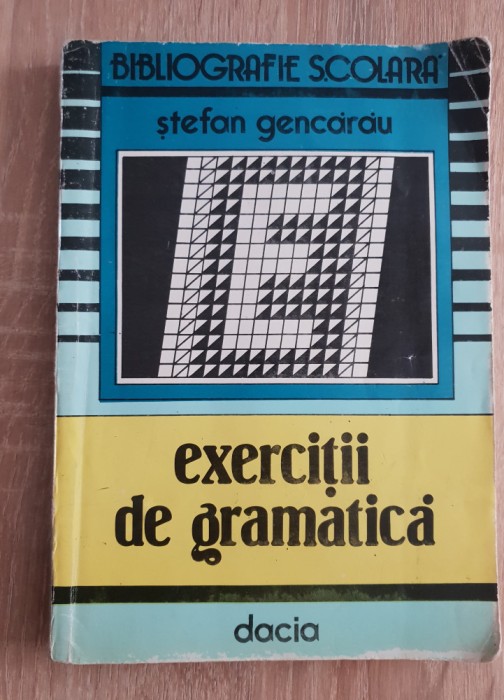 BIBLIOGRAFIE ȘCOLARĂ
ștefan gencărău
exerciții
de gramatică
dacia